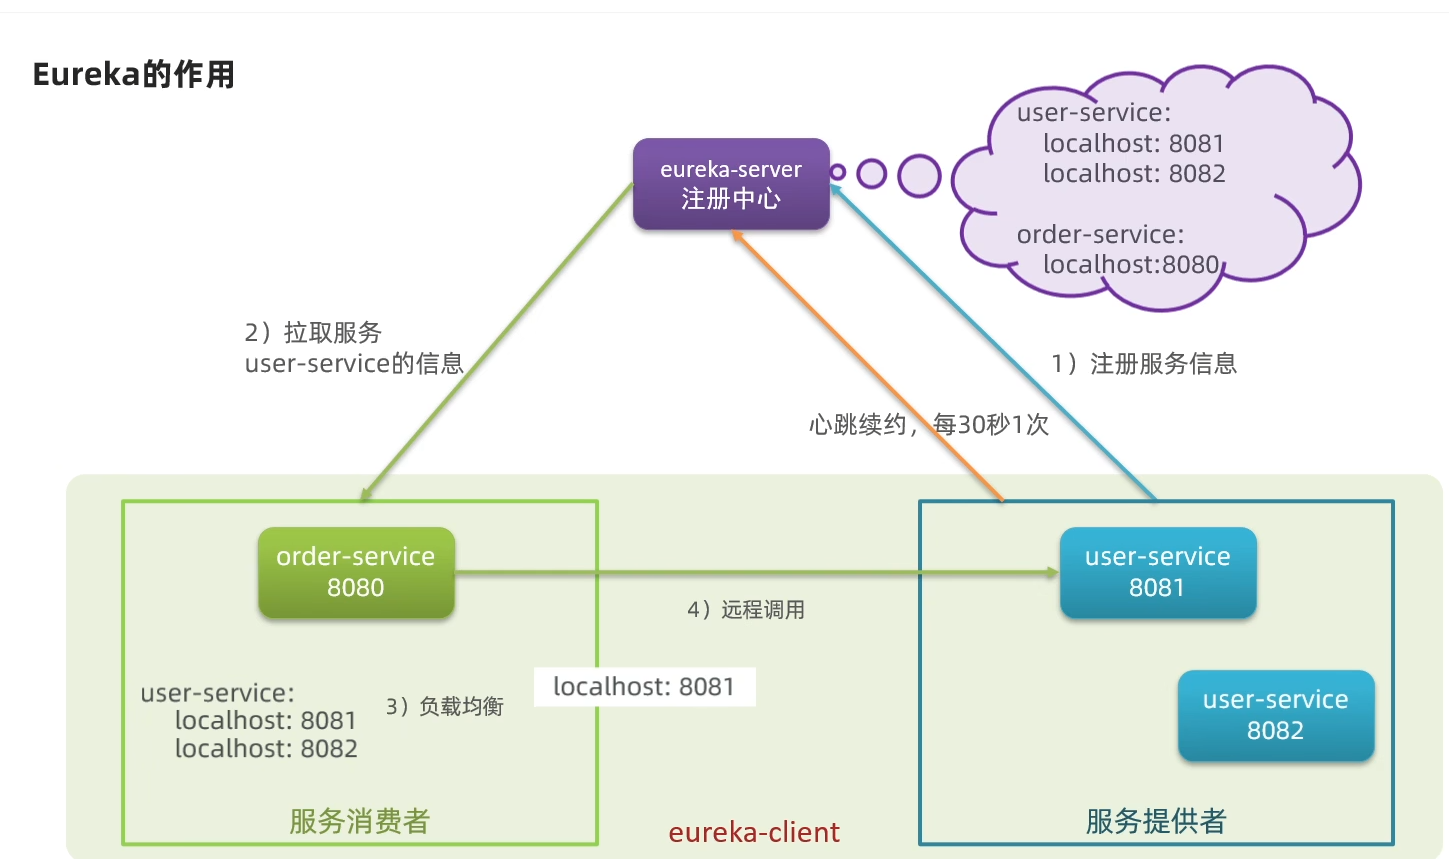 Eureka的作用
eureka-server
注册中心
user-service:
localhost: 8081
localhost: 8082
order-service:
localhost:8080
2）拉取服务
user-service的信息
1）注册服务信息
心跳续约，每30秒1次
order-service
8080
user-service
8081
4）远程调用
user-service:
localhost: 8081
localhost: 8082
3）负载均衡
localhost: 8081
user-service
8082
服务消费者
eureka-client
服务提供者